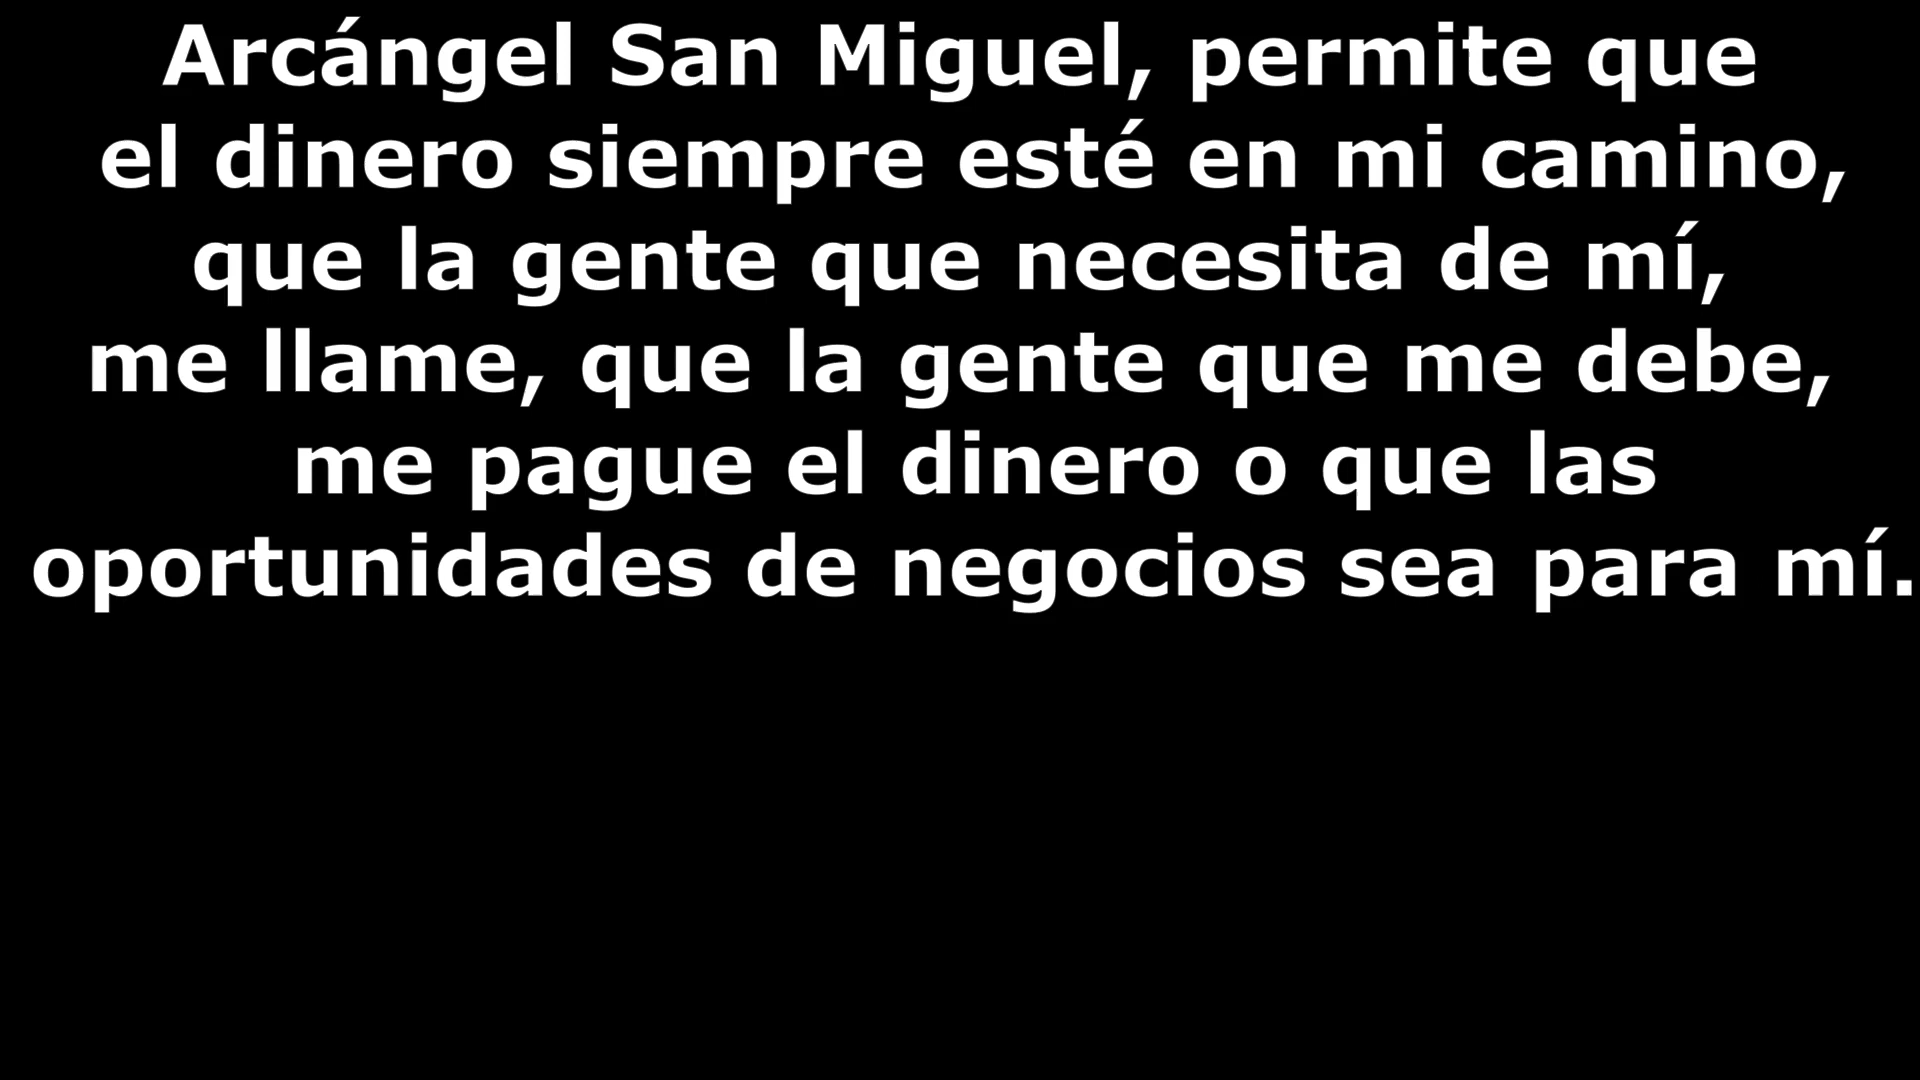 Arcángel San Miguel, permite que
el dinero siempre esté en mi camino,
que la gente que necesita de mí,
me llame, que la gente que me debe,
me pague el dinero o que las
oportunidades de negocios sea para mí.